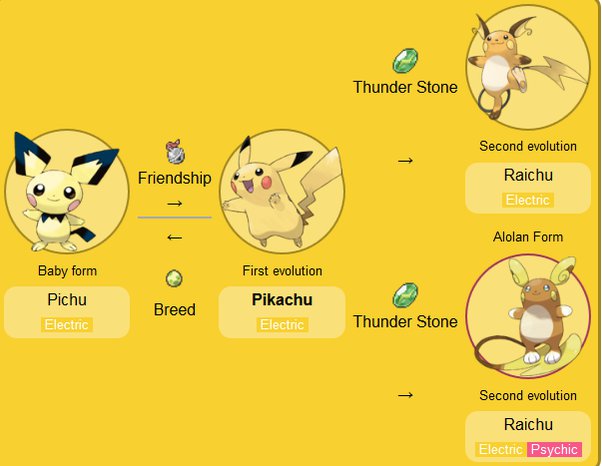 Thunder Stone
→
Second evolution
Raichu
Electric
Friendship
→
←
Breed
Baby form
Pichu
Electric
First evolution
Pikachu
Electric
Alolan Form
Thunder Stone
→
Second evolution
Raichu
Electric Psychic